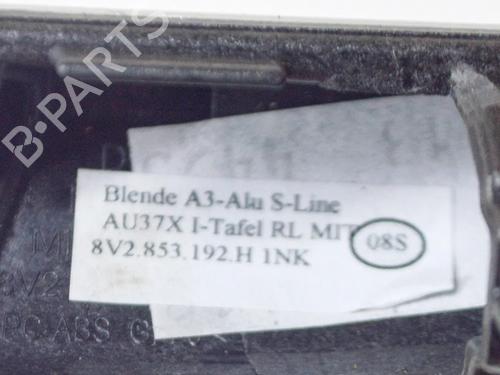 B-PARTS
Blende A3-Alu S-Line
AU37X I-Tafel RL MIT
08S
8V2.853.192.H 1NK